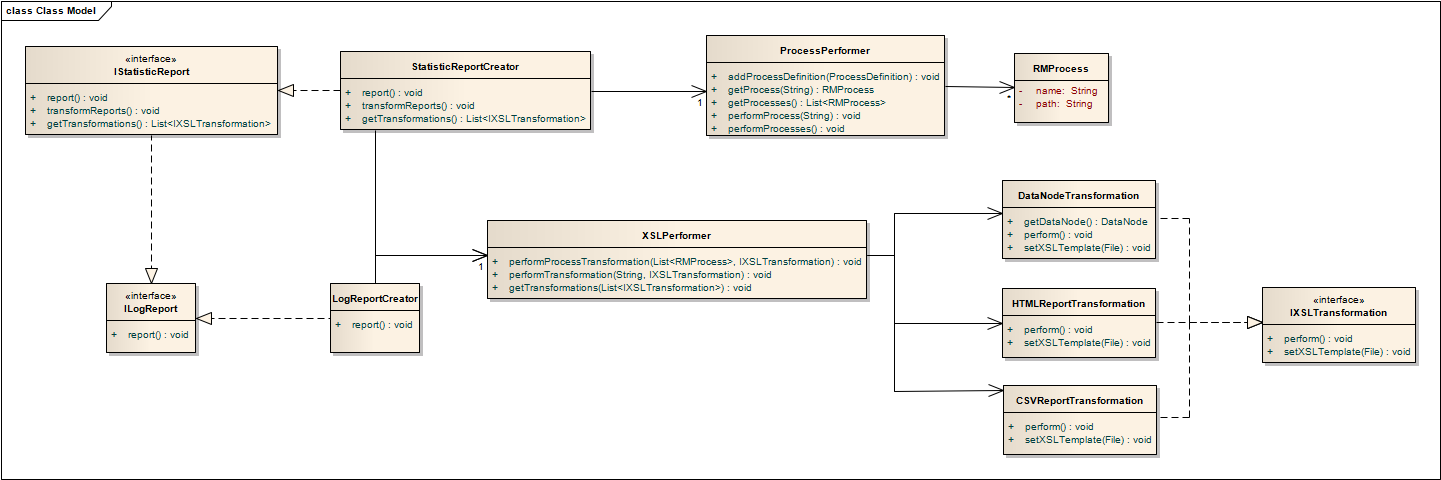 class Class Model
«interface»
IStatisticReport
+ report() : void
+ transformReports() : void
+ getTransformations() : List<IXSLTransformation>
StatisticReportCreator
+ report() : void
+ transformReports() : void
+ getTransformations() : List<IXSLTransformation>
1
ProcessPerformer
+ addProcessDefinition(ProcessDefinition) : void
+ getProcess(String) : RMProcess
+ getProcesses() : List<RMProcess>
+ performProcess(String) : void
+ performProcesses() : void
*
RMProcess
- name: String
- path: String
«interface»
ILogReport
+ report() : void
LogReportCreator
+ report() : void
1
XSLPerformer
+ performProcessTransformation(List<RMProcess>, IXSLTransformation) : void
+ performTransformation(String, IXSLTransformation) : void
+ getTransformations(List<IXSLTransformation>) : void
DataNodeTransformation
+ getDataNode() : DataNode
+ perform() : void
+ setXSLTemplate(File) : void
HTMLReportTransformation
+ perform() : void
+ setXSLTemplate(File) : void
CSVReportTransformation
+ perform() : void
+ setXSLTemplate(File) : void
«interface»
IXSLTransformation
+ perform() : void
+ setXSLTemplate(File) : void